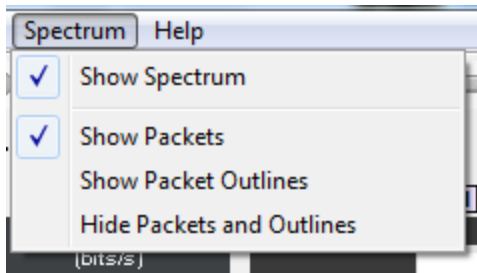 Spectrum Help
Show Spectrum
Show Packets
Show Packet Outlines
Hide Packets and Outlines
(bits/s)